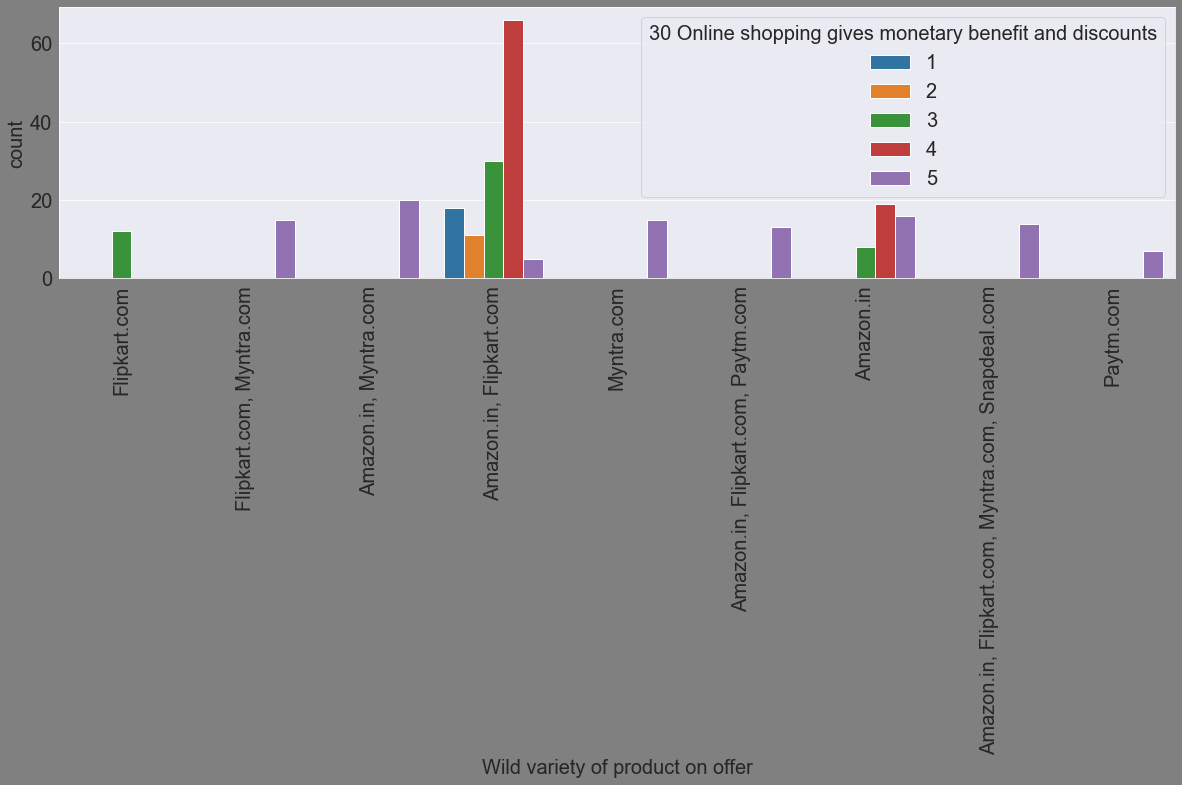 30 Online shopping gives monetary benefit and discounts
1
2
3
4
5
60
40
20
0
count
Flipkart.com
Flipkart.com, Myntra.com
Amazon.in, Myntra.com
Amazon.in, Flipkart.com
Myntra.com
Amazon.in, Flipkart.com, Paytm.com
Amazon.in
Amazon.in, Flipkart.com, Myntra.com, Snapdeal.com
Paytm.com
Wild variety of product on offer